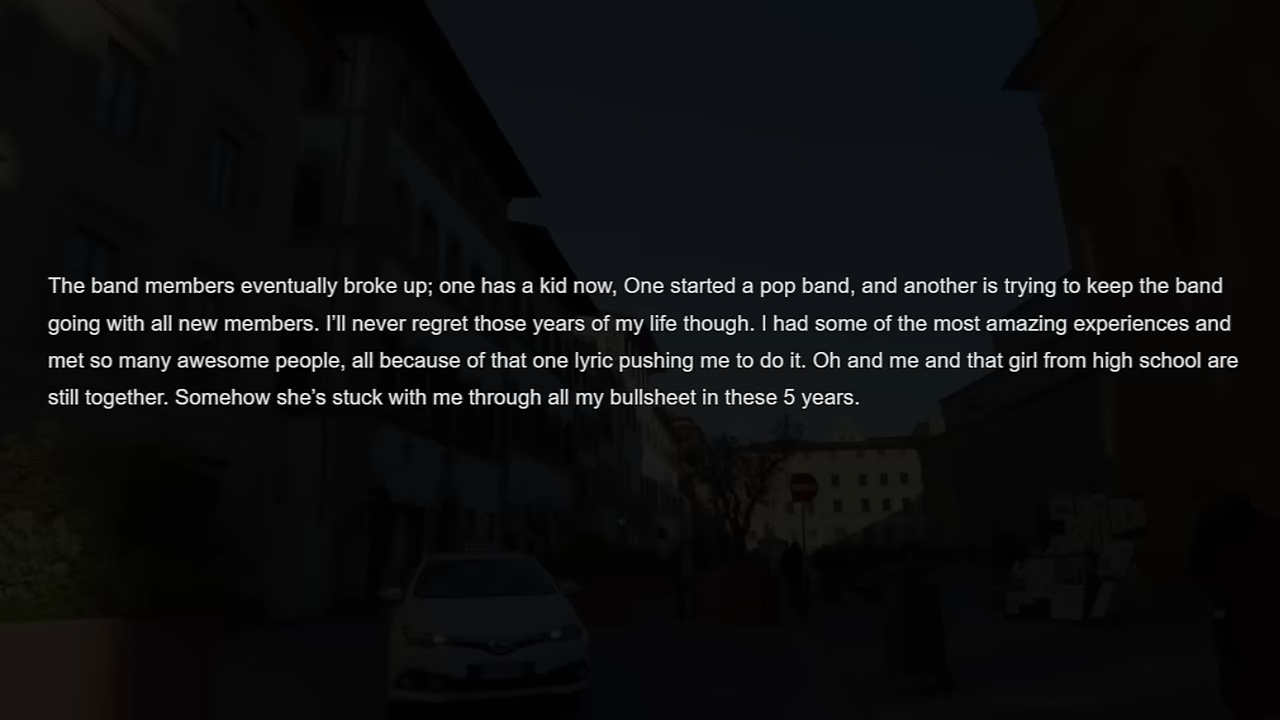 The band members eventually broke up; one has a kid now, One started a pop band, and another is trying to keep the band
going with all new members. I’ll never regret those years of my life though. I had some of the most amazing experiences and
met so many awesome people, all because of that one lyric pushing me to do it. Oh and me and that girl from high school are
still together. Somehow she’s stuck with me through all my bullsheet in these 5 years.